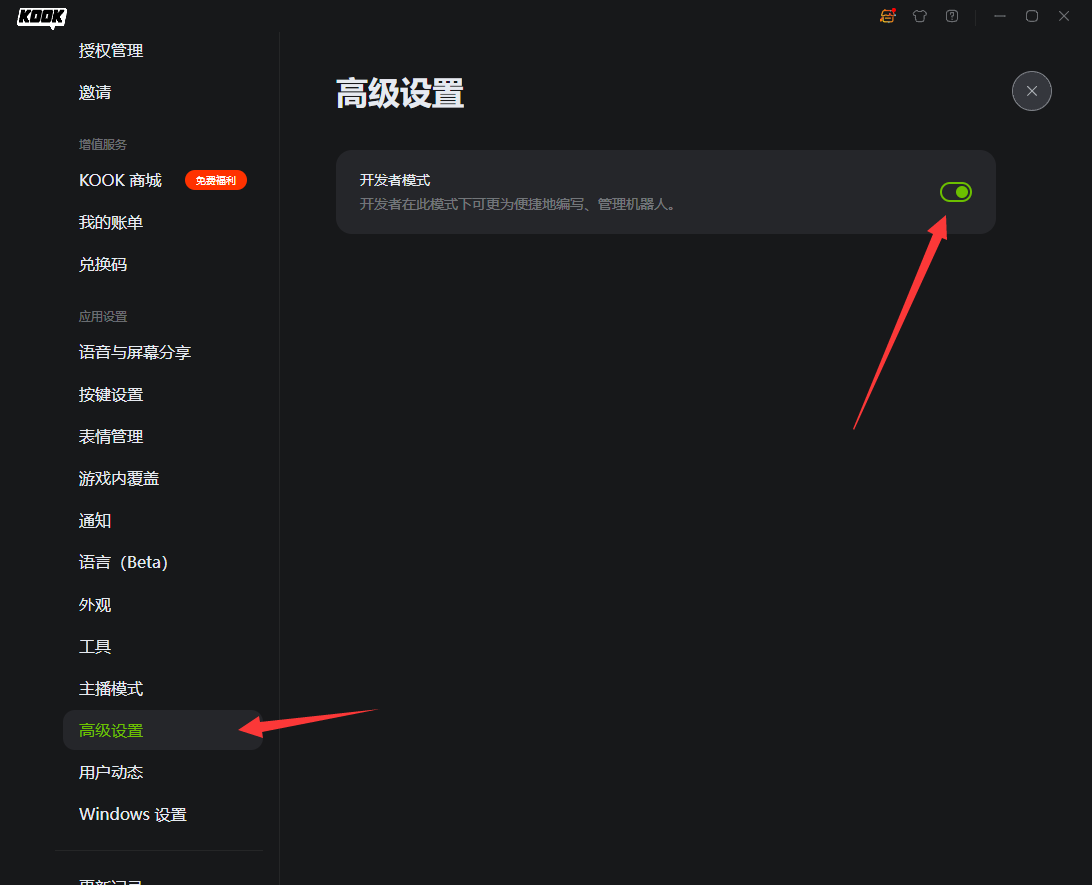 KOOK
授权管理
邀请
增值服务
KOOK 商城
免费福利
我的账单
兑换码
应用设置
语音与屏幕分享
按键设置
表情管理
游戏内覆盖
通知
语言（Beta）
外观
工具
主播模式
高级设置
用户动态
Windows 设置
更新记录
高级设置
开发者模式
开发者在此模式下可更为便捷地编写、管理机器人。